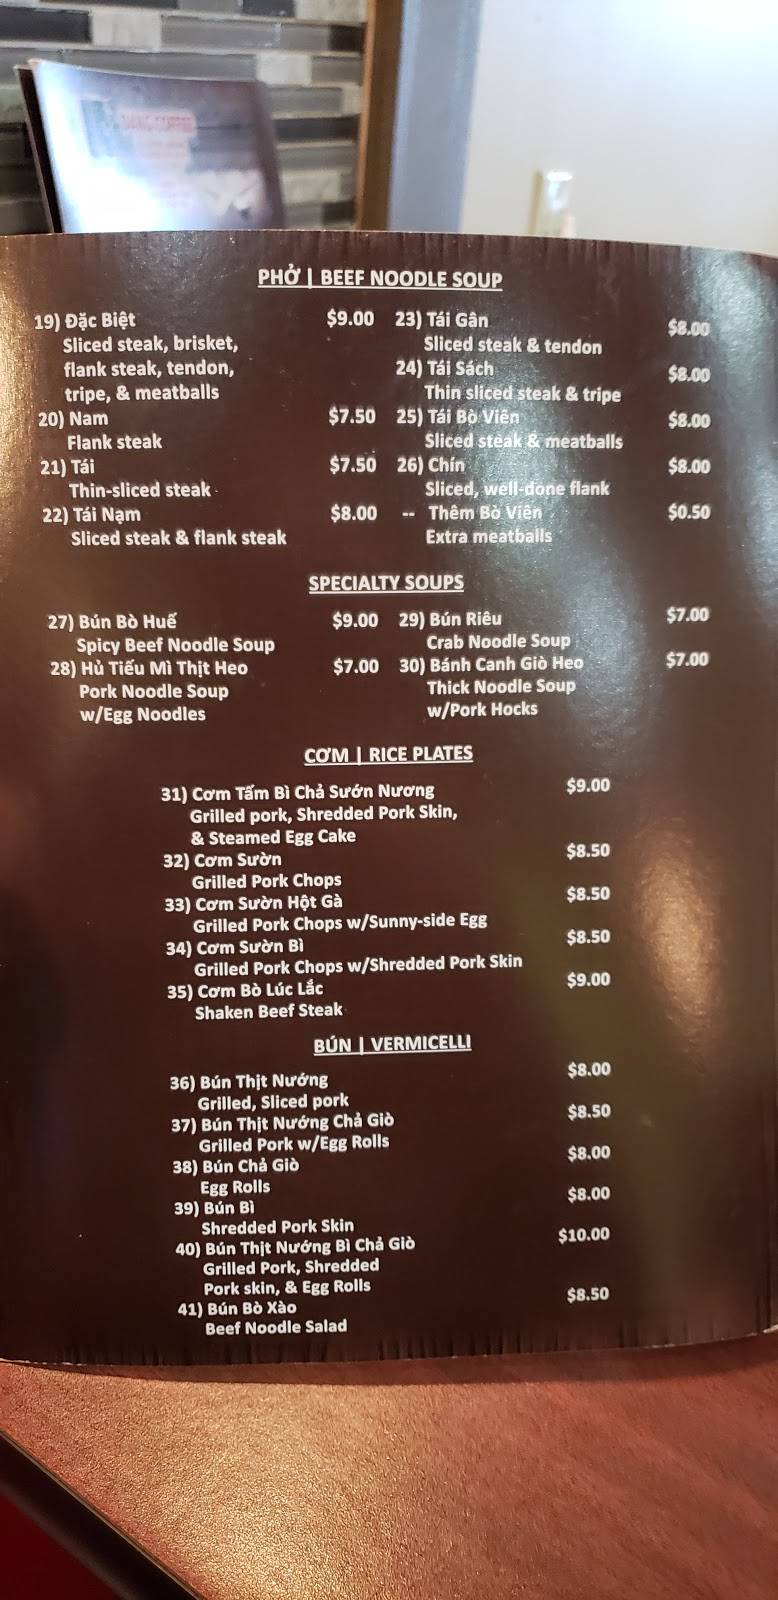 DANG COFFEE
PHỞ | BEEF NOODLE SOUP
19) Đặc Biệt $9.00
Sliced steak, brisket,
flank steak, tendon,
tripe, & meatballs
20) Nam $7.50
Flank steak
21) Tái $7.50
Thin-sliced steak
22) Tái Nạm $8.00
Sliced steak & flank steak
23) Tái Gân $8.00
Sliced steak & tendon
24) Tái Sách $8.00
Thin sliced steak & tripe
25) Tái Bò Viên $8.00
Sliced steak & meatballs
26) Chín $8.00
Sliced, well-done flank
-- Thêm Bò Viên $0.50
Extra meatballs
SPECIALTY SOUPS
27) Bún Bò Huế $9.00
Spicy Beef Noodle Soup
28) Hủ Tiếu Mì Thịt Heo $7.00
Pork Noodle Soup
w/Egg Noodles
29) Bún Riêu $7.00
Crab Noodle Soup
30) Bánh Canh Giò Heo $7.00
Thick Noodle Soup
w/Pork Hocks
CƠM | RICE PLATES
31) Cơm Tấm Bì Chả Sướn Nương $9.00
Grilled pork, Shredded Pork Skin,
& Steamed Egg Cake
32) Cơm Sườn $8.50
Grilled Pork Chops
33) Cơm Sườn Hột Gà $8.50
Grilled Pork Chops w/Sunny-side Egg
34) Cơm Sườn Bì $8.50
Grilled Pork Chops w/Shredded Pork Skin
35) Cơm Bò Lúc Lắc $9.00
Shaken Beef Steak
BÚN | VERMICELLI
36) Bún Thịt Nướng $8.00
Grilled, Sliced pork
37) Bún Thịt Nướng Chả Giò $8.50
Grilled Pork w/Egg Rolls
38) Bún Chả Giò $8.00
Egg Rolls
39) Bún Bì $8.00
Shredded Pork Skin
40) Bún Thịt Nướng Bì Chả Giò $10.00
Grilled Pork, Shredded
Pork skin, & Egg Rolls
41) Bún Bò Xào $8.50
Beef Noodle Salad